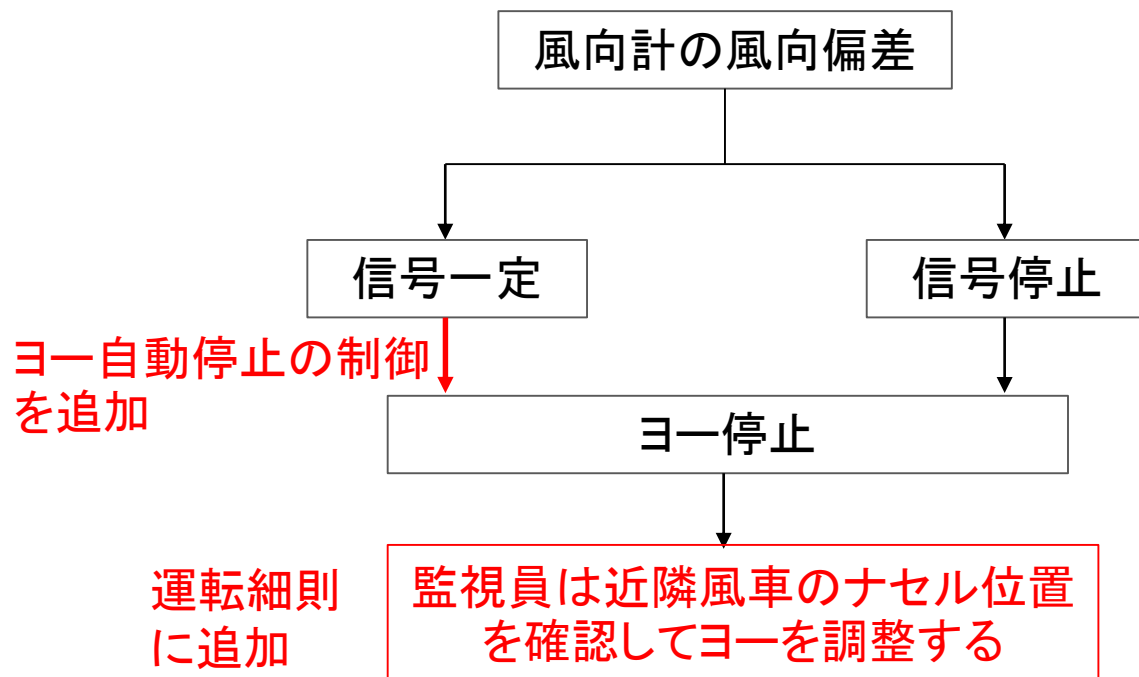 風向計の風向偏差
信号一定
信号停止
ヨー自動停止の制御
を追加
ヨー停止
運転細則
に追加
監視員は近隣風車のナセル位置
を確認してヨーを調整する